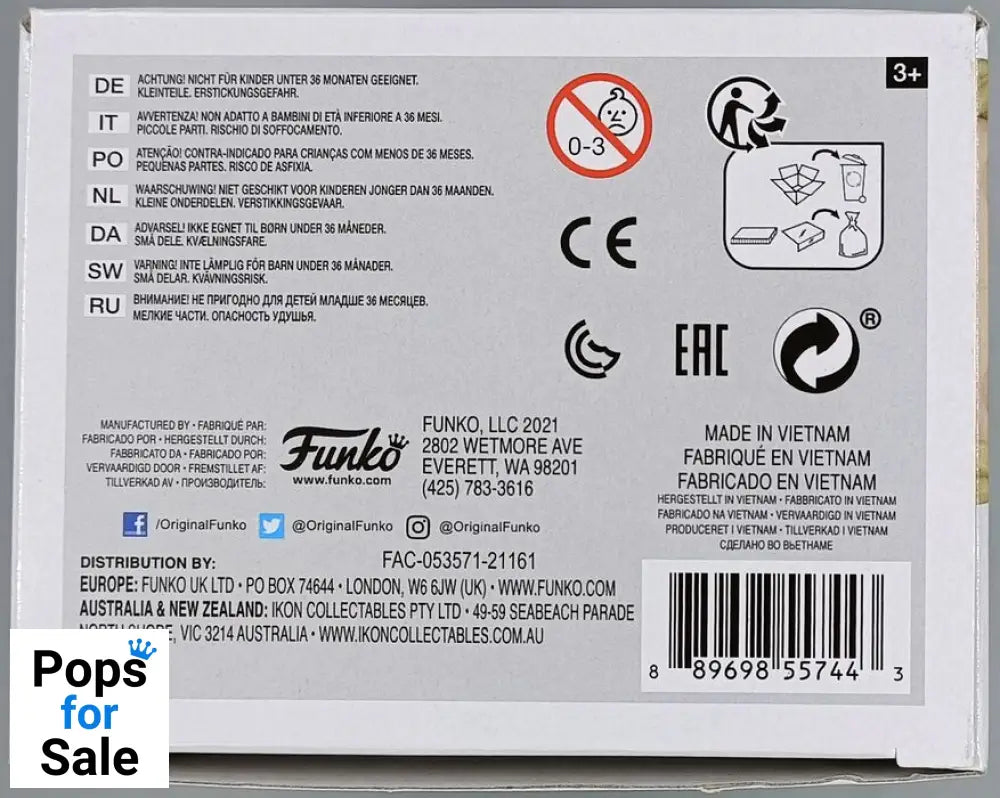 3+
DE ACHTUNG! NICHT FÜR KINDER UNTER 36 MONATEN GEEIGNET.
KLEINTEILE. ERSTICKUNGSGEFAHR.
IT AVVERTENZA! NON ADATTO A BAMBINI DI ETÀ INFERIORE A 36 MESI.
PICCOLE PARTI. RISCHIO DI SOFFOCAMENTO.
PO ATENÇÃO! CONTRA-INDICADO PARA CRIANÇAS COM MENOS DE 36 MESES.
PEQUENAS PARTES. RISCO DE ASFIXIA.
NL WAARSCHUWING! NIET GESCHIKT VOOR KINDEREN JONGER DAN 36 MAANDEN.
KLEINE ONDERDELEN. VERSTIKKINGSGEVAAR.
DA ADVARSEL! IKKE EGNET TIL BØRN UNDER 36 MÅNEDER.
SMÅ DELE. KVÆLNINGSFARE.
SW VARNING! INTE LÄMPLIG FÖR BARN UNDER 36 MÅNADER.
SMÅ DELAR. KVÄVNINGSRISK.
RU ВНИМАНИЕ! НЕ ПРИГОДНО ДЛЯ ДЕТЕЙ МЛАДШЕ 36 МЕСЯЦЕВ.
МЕЛКИЕ ЧАСТИ. ОПАСНОСТЬ УДУШЬЯ.
0-3
CE
EAC
®
MANUFACTURED BY • FABRIQUÉ PAR:
FABRICADO POR • HERGESTELLT DURCH:
FABBRICATO DA • FABRICADO POR:
VERVAARDIGD DOOR • FREMSTILLET AF:
TILLVERKAD AV • ПРОИЗВОДИТЕЛЬ:
Funko
www.funko.com
FUNKO, LLC 2021
2802 WETMORE AVE
EVERETT, WA 98201
(425) 783-3616
MADE IN VIETNAM
FABRIQUÉ EN VIETNAM
FABRICADO EN VIETNAM
HERGESTELLT IN VIETNAM • FABBRICATO IN VIETNAM
FABRICADO NA VIETNAM • VERVAARDIGD IN VIETNAM
PRODUCERET I VIETNAM • TILLVERKAD I VIETNAM
СДЕЛАНО ВО ВЬЕТНАМЕ
/OriginalFunko @OriginalFunko @OriginalFunko
FAC-053571-21161
DISTRIBUTION BY:
EUROPE: FUNKO UK LTD • PO BOX 74644 • LONDON, W6 6JW (UK) • WWW.FUNKO.COM
AUSTRALIA & NEW ZEALAND: IKON COLLECTABLES PTY LTD • 49-59 SEABEACH PARADE
NORTH SHORE, VIC 3214 AUSTRALIA • WWW.IKONCOLLECTABLES.COM.AU
8 89698 55744 3
Pops
for
Sale